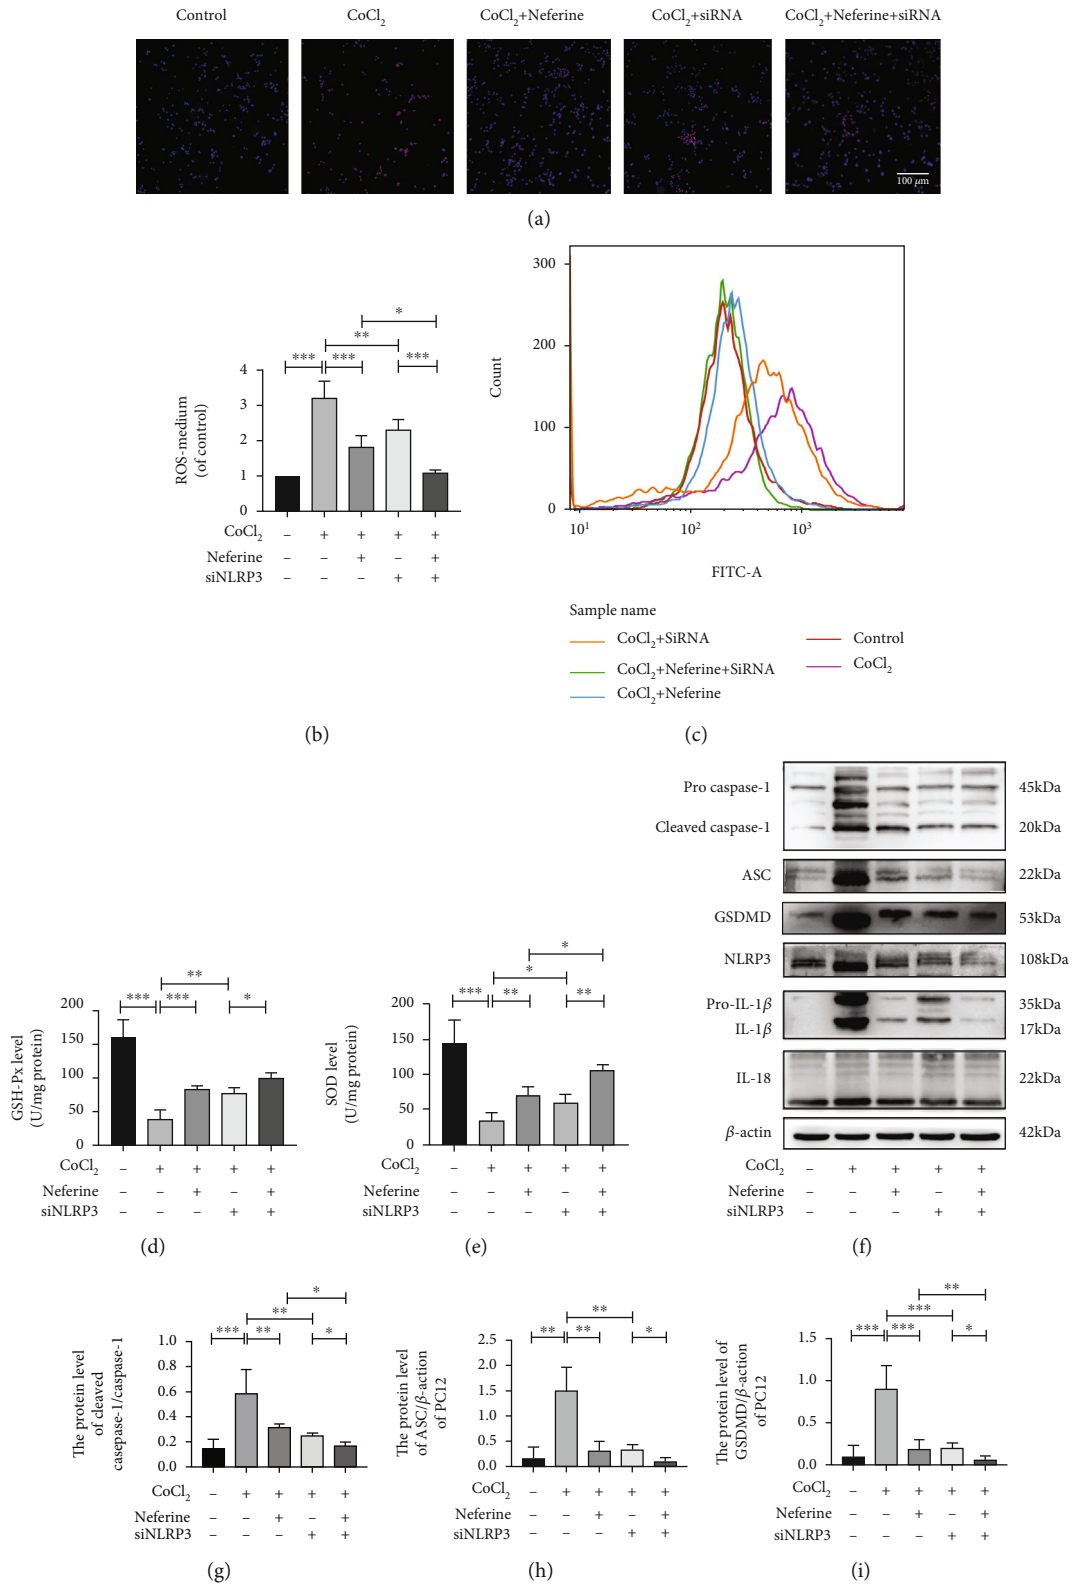 Control
CoCl2
CoCl2+Neferine
CoCl2+siRNA
CoCl2+Neferine+siRNA
100 μm
(a)
*
**
*** *** ***
ROS-medium
(of control)
4
3
2
1
0
CoCl2 – + + + +
Neferine – – + – +
siNLRP3 – – – + +
(b)
Count
300
200
100
0
10^1 10^2 10^3
FITC-A
Sample name
CoCl2+SiRNA
CoCl2+Neferine+SiRNA
CoCl2+Neferine
Control
CoCl2
(c)
**
*** *** *
GSH-Px level
(U/mg protein)
200
150
100
50
0
CoCl2 – + + + +
Neferine – – + – +
siNLRP3 – – – + +
(d)
*
*
*** ** **
SOD level
(U/mg protein)
200
150
100
50
0
CoCl2 – + + + +
Neferine – – + – +
siNLRP3 – – – + +
(e)
Pro caspase-1 45kDa
Cleaved caspase-1 20kDa
ASC 22kDa
GSDMD 53kDa
NLRP3 108kDa
Pro-IL-1β 35kDa
IL-1β 17kDa
IL-18 22kDa
β-actin 42kDa
CoCl2 – + + + +
Neferine – – + – +
siNLRP3 – – – + +
(f)
*
**
*** ** *
The protein level
of cleaved
casepase-1/caspase-1
1.0
0.8
0.6
0.4
0.2
0.0
CoCl2 – + + + +
Neferine – – + – +
siNLRP3 – – – + +
(g)
**
** ** *
The protein level
of ASC/β-action
of PC12
2.5
2.0
1.5
1.0
0.5
0.0
CoCl2 – + + + +
Neferine – – + – +
siNLRP3 – – – + +
(h)
**
***
*** *** *
The protein level of
GSDMD/β-action
of PC12
1.5
1.0
0.5
0.0
CoCl2 – + + + +
Neferine – – + – +
siNLRP3 – – – + +
(i)